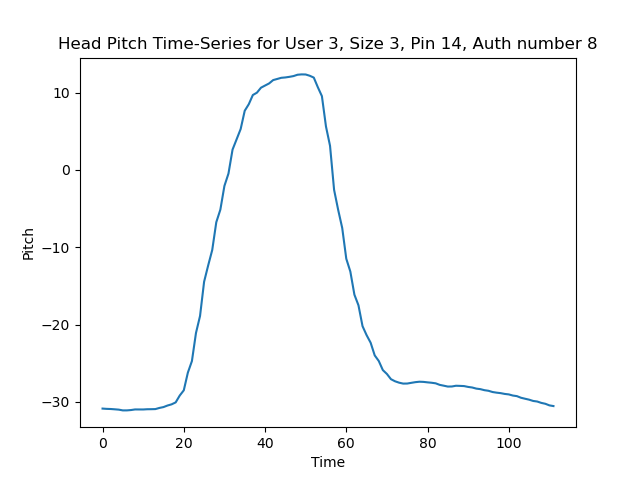 Head Pitch Time-Series for User 3, Size 3, Pin 14, Auth number 8
10
0
−10
−20
−30
Pitch
0 20 40 60 80 100
Time